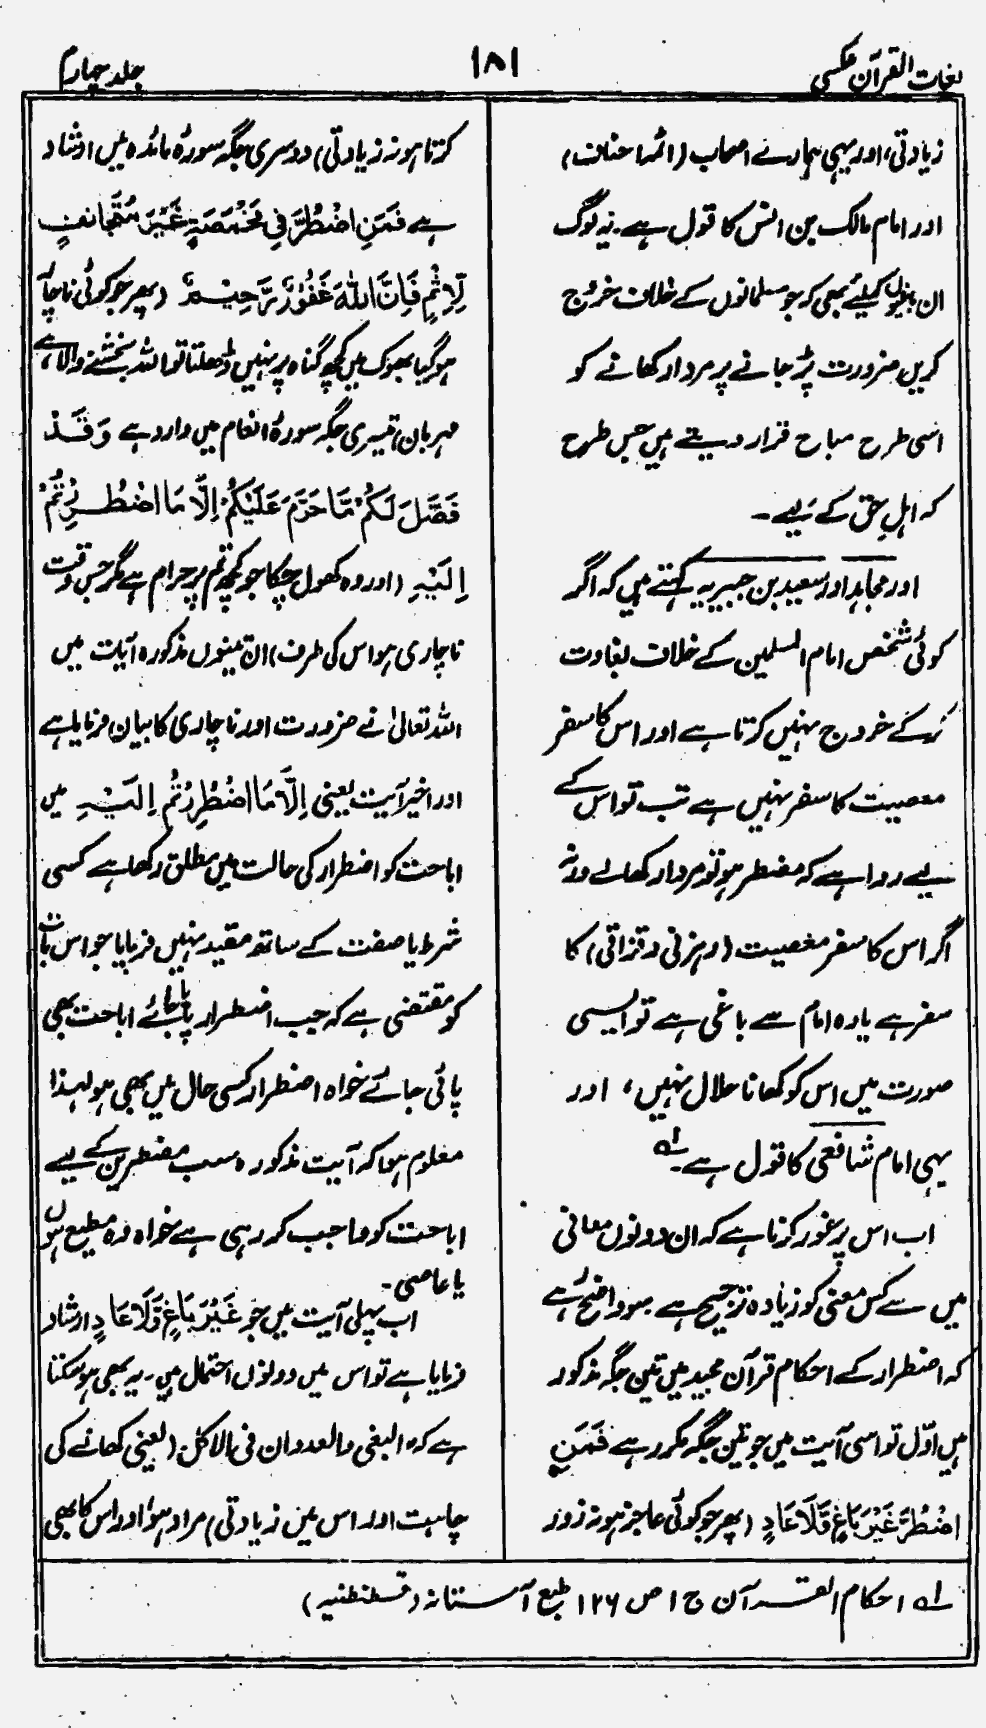 لغات القرآن عکسی
۱۸۱
جلد چہارم
زیادتی، اور یہی ہمارے اصحاب (ائمہ احناف)
اور امام مالک بن انس کا قول ہے۔ یہ لوگ
ان باغیوں کیلئے بھی کہ جو مسلمانوں کے خلاف خروج
کریں ضرورت پڑ جانے پر مردار کھانے کو
اسی طرح مباح قرار دیتے ہیں جس طرح
کہ اہلِ حق کے لیے۔
اور مجاہد اور سعید بن جبیر یہ کہتے ہیں کہ اگر
کوئی شخص امام المسلمین کے خلاف بغاوت
کر کے خروج نہیں کرتا ہے اور اس کا سفر
معصیت کا سفر نہیں ہے تب تو اس کے
لیے روا ہے کہ مضطر ہو تو مردار کھالے ورنہ
اگر اس کا سفر معصیت (رہزنی و قزاقی) کا
سفر ہے یا وہ امام سے باغی ہے تو ایسی
صورت میں اس کو کھانا حلال نہیں، اور
یہی امام شافعی کا قول ہے۔ لہ
اب اس پر غور کرنا ہے کہ ان دونوں معانی
میں سے کس معنی کو زیادہ ترجیح ہے سو واضح رہے
کہ اضطرار کے احکام قرآن مجید میں تین جگہ مذکور
ہیں اوّل تو اسی آیت میں جو تین جگہ مکرر ہے فَمَنِ
اضْطُرَّ غَیْرَ بَاغٍ وَّلَا عَادٍ (پھر جو کوئی عاجز ہو نہ زور
کرتا ہو نہ زیادتی) دوسری جگہ سورۂ مائدہ میں ارشاد
ہے فَمَنِ اضْطُرَّ فِیْ مَخْمَصَۃٍ غَیْرَ مُتَجَانِفٍ
لِّاِثْمٍ فَاِنَّ اللہَ غَفُوْرٌ رَّحِیْمٌ (پھر جو کوئی ناچار
ہوگیا بھوک میں کچھ گناہ پر نہیں ڈھلتا تو اللہ بخشنے والا ہے،
مہربان) تیسری جگہ سورۂ انعام میں وارد ہے وَقَدْ
فَصَّلَ لَکُمْ مَّا حَرَّمَ عَلَیْکُمْ اِلَّا مَا اضْطُرِرْتُمْ
اِلَیْہِ (اور وہ کھول چکا جو کچھ تم پر حرام ہے مگر جس وقت
ناچاری ہو اس کی طرف) ان تینوں مذکورہ آیات میں
اللہ تعالیٰ نے ضرورت اور ناچاری کا بیان فرمایا ہے
اور اخیر آیت یعنی اِلَّا مَا اضْطُرِرْتُمْ اِلَیْہِ میں
اباحت کو اضطرار کی حالت میں مطلق رکھا ہے کسی
شرط یا صفت کے ساتھ مقید نہیں فرمایا جو اس بات
کو مقتضی ہے کہ جب اضطرار پایا جائے اباحت بھی
پائی جائے خواہ اضطرار کسی حال میں بھی ہو لہذا
معلوم ہوا کہ آیت مذکورہ سب مضطرین کے لیے
اباحت کو واجب کر رہی ہے خواہ وہ مطیع ہوں
یا عاصی۔
اب پہلی آیت میں جو غَیْرَ بَاغٍ وَّلَا عَادٍ ارشاد
فرمایا ہے تو اس میں دونوں احتمال ہیں۔ یہ بھی ہوسکتا
ہے کہ البغی والعدوان فی الاکل (یعنی کھانے کی
چاہت اور اس میں زیادتی) مراد ہو اور اس کا بھی
لہ احکام القرآن ج ۱ ص ۱۲۶ طبع آستانہ (قسطنطنیہ)